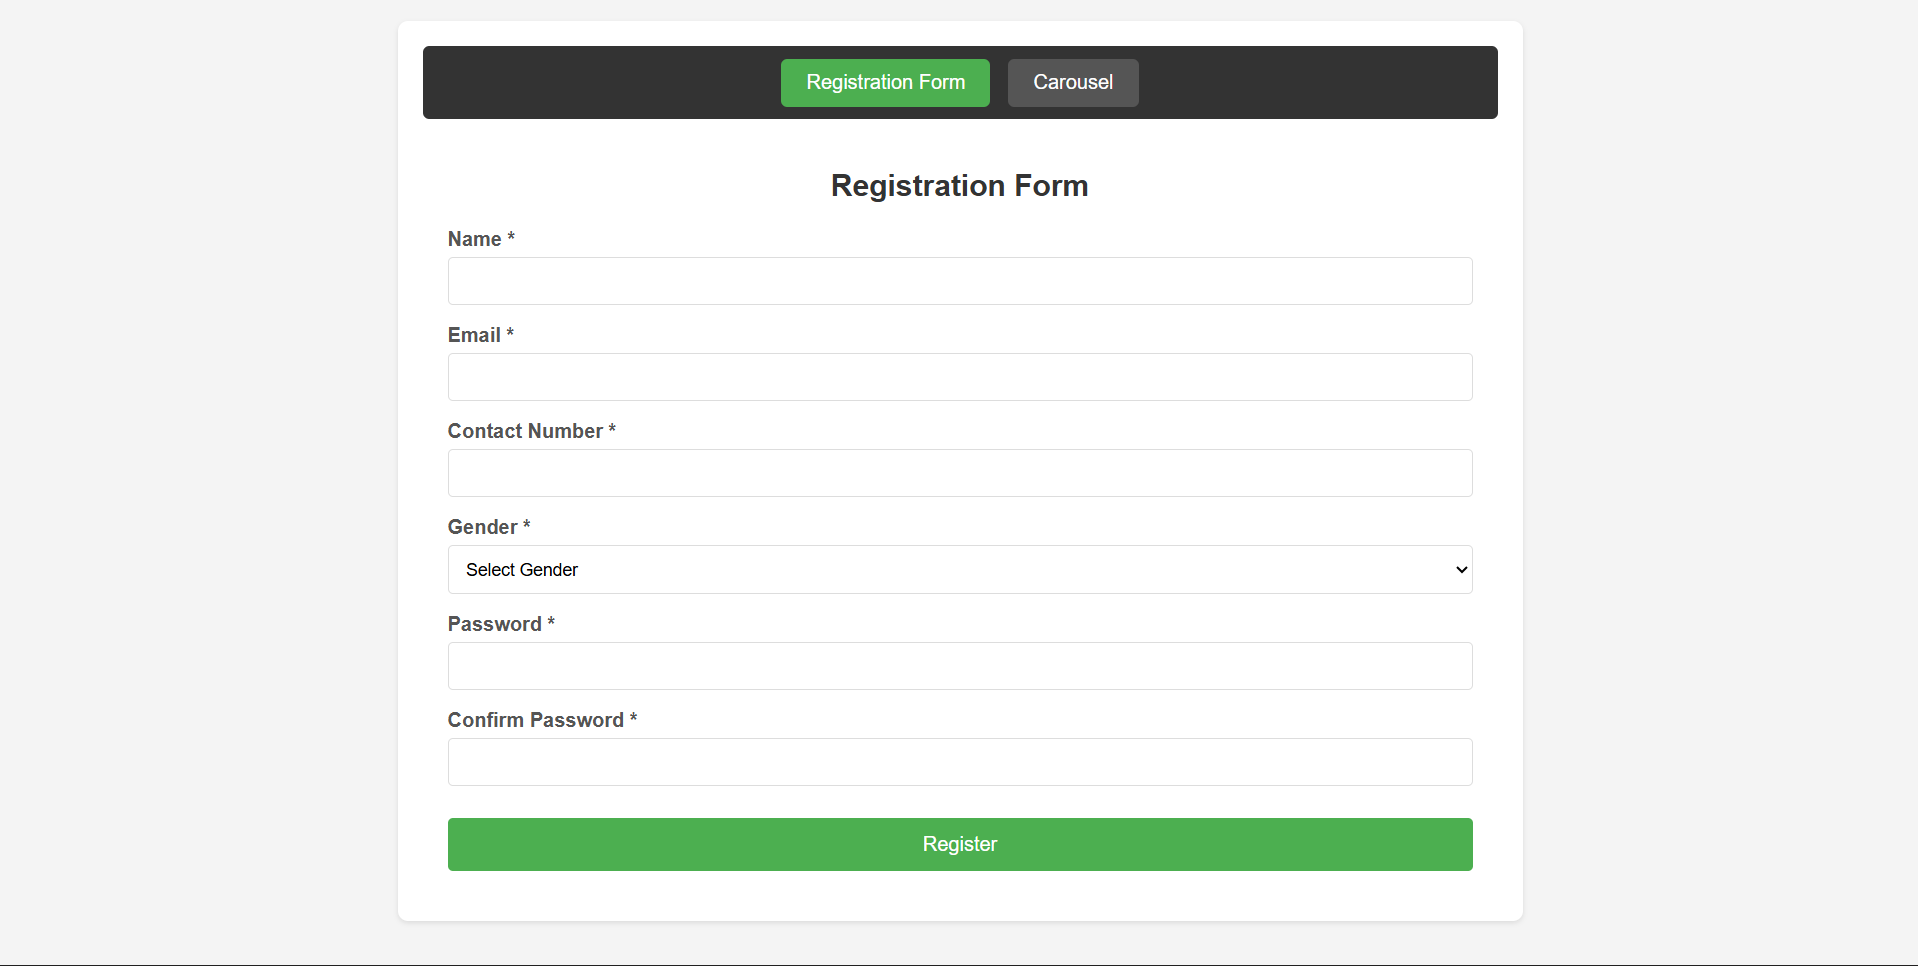 Registration Form Carousel
Registration Form
Name *
Email *
Contact Number *
Gender *
Select Gender
Password *
Confirm Password *
Register